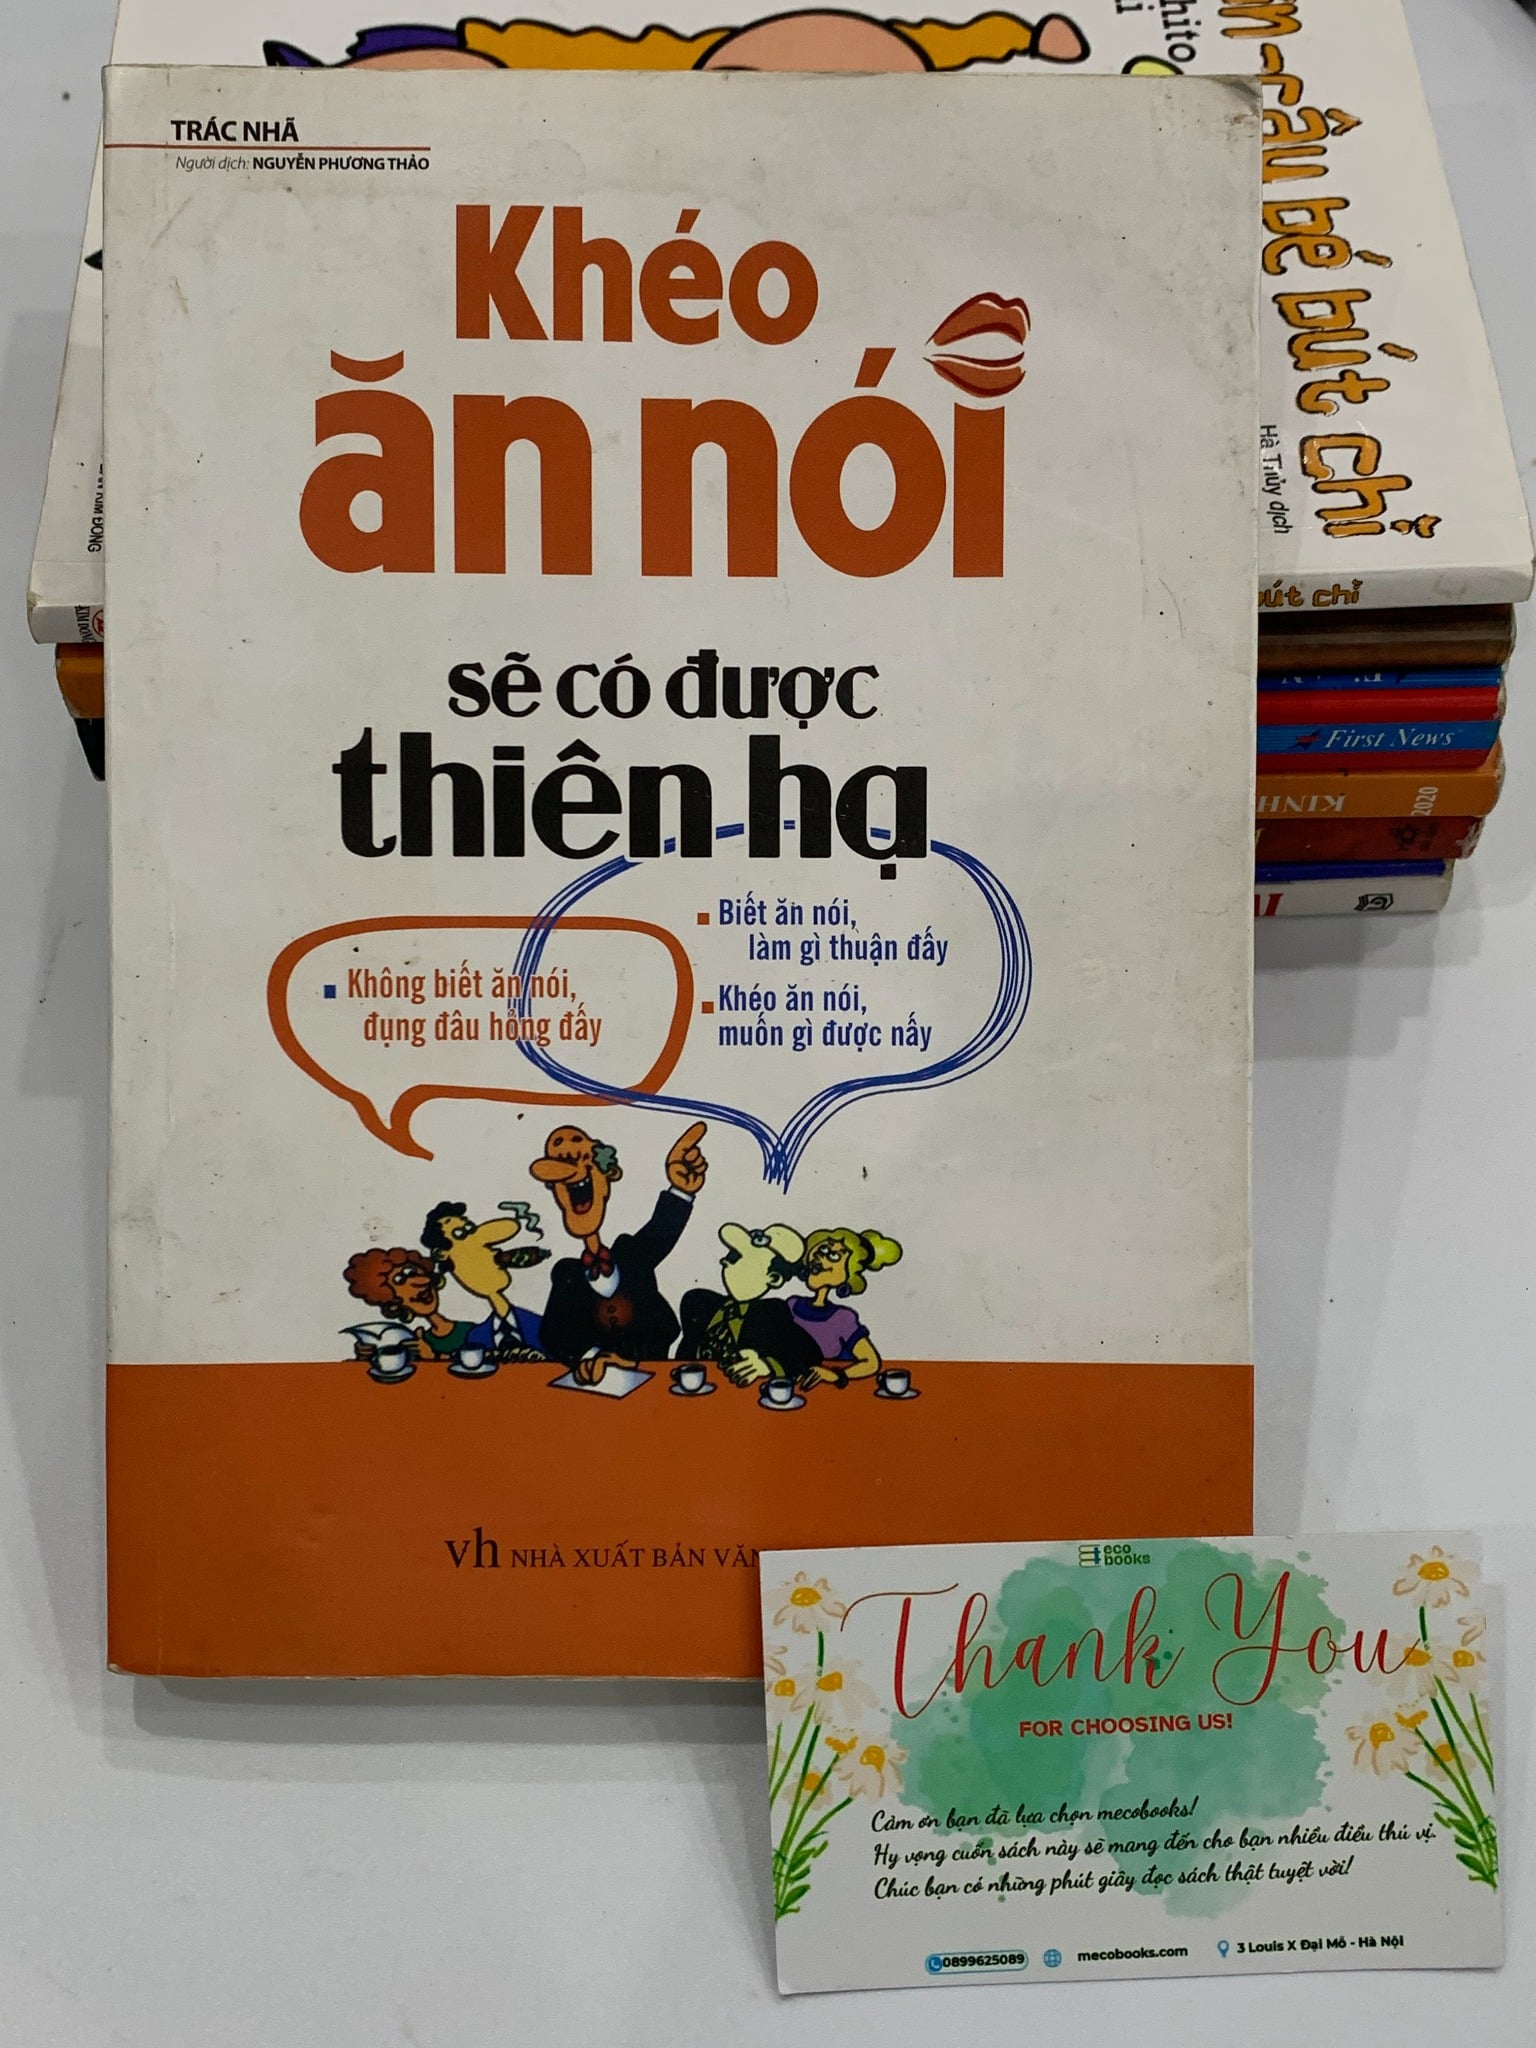 TRÁC NHÃ
Người dịch: NGUYỄN PHƯƠNG THẢO
Khéo
ăn nói
sẽ có được
thiên hạ
Không biết ăn nói,
đụng đâu hỏng đấy
Biết ăn nói,
làm gì thuận đấy
Khéo ăn nói,
muốn gì được nấy
vh NHÀ XUẤT BẢN VĂN
hito
n-cậu bé bút chì
Hà Thủy dịch
KIM ĐỒNG
bút chì
First News
KINH
2020
eco
books
Thank You
FOR CHOOSING US!
Cảm ơn bạn đã lựa chọn mecobooks!
Hy vọng cuốn sách này sẽ mang đến cho bạn nhiều điều thú vị.
Chúc bạn có những phút giây đọc sách thật tuyệt vời!
0899625089
mecobooks.com
3 Louis X Đại Mỗ - Hà Nội